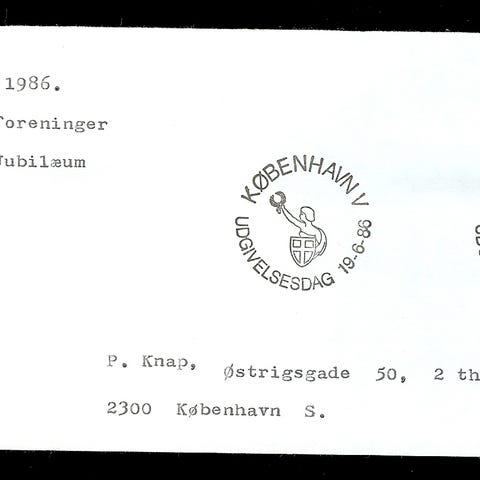 1986.
Foreninger
Jubilæum
KØBENHAVN V
UDGIVELSESDAG 19-6-86
P. Knap, Østrigsgade 50, 2 th
2300 København S.